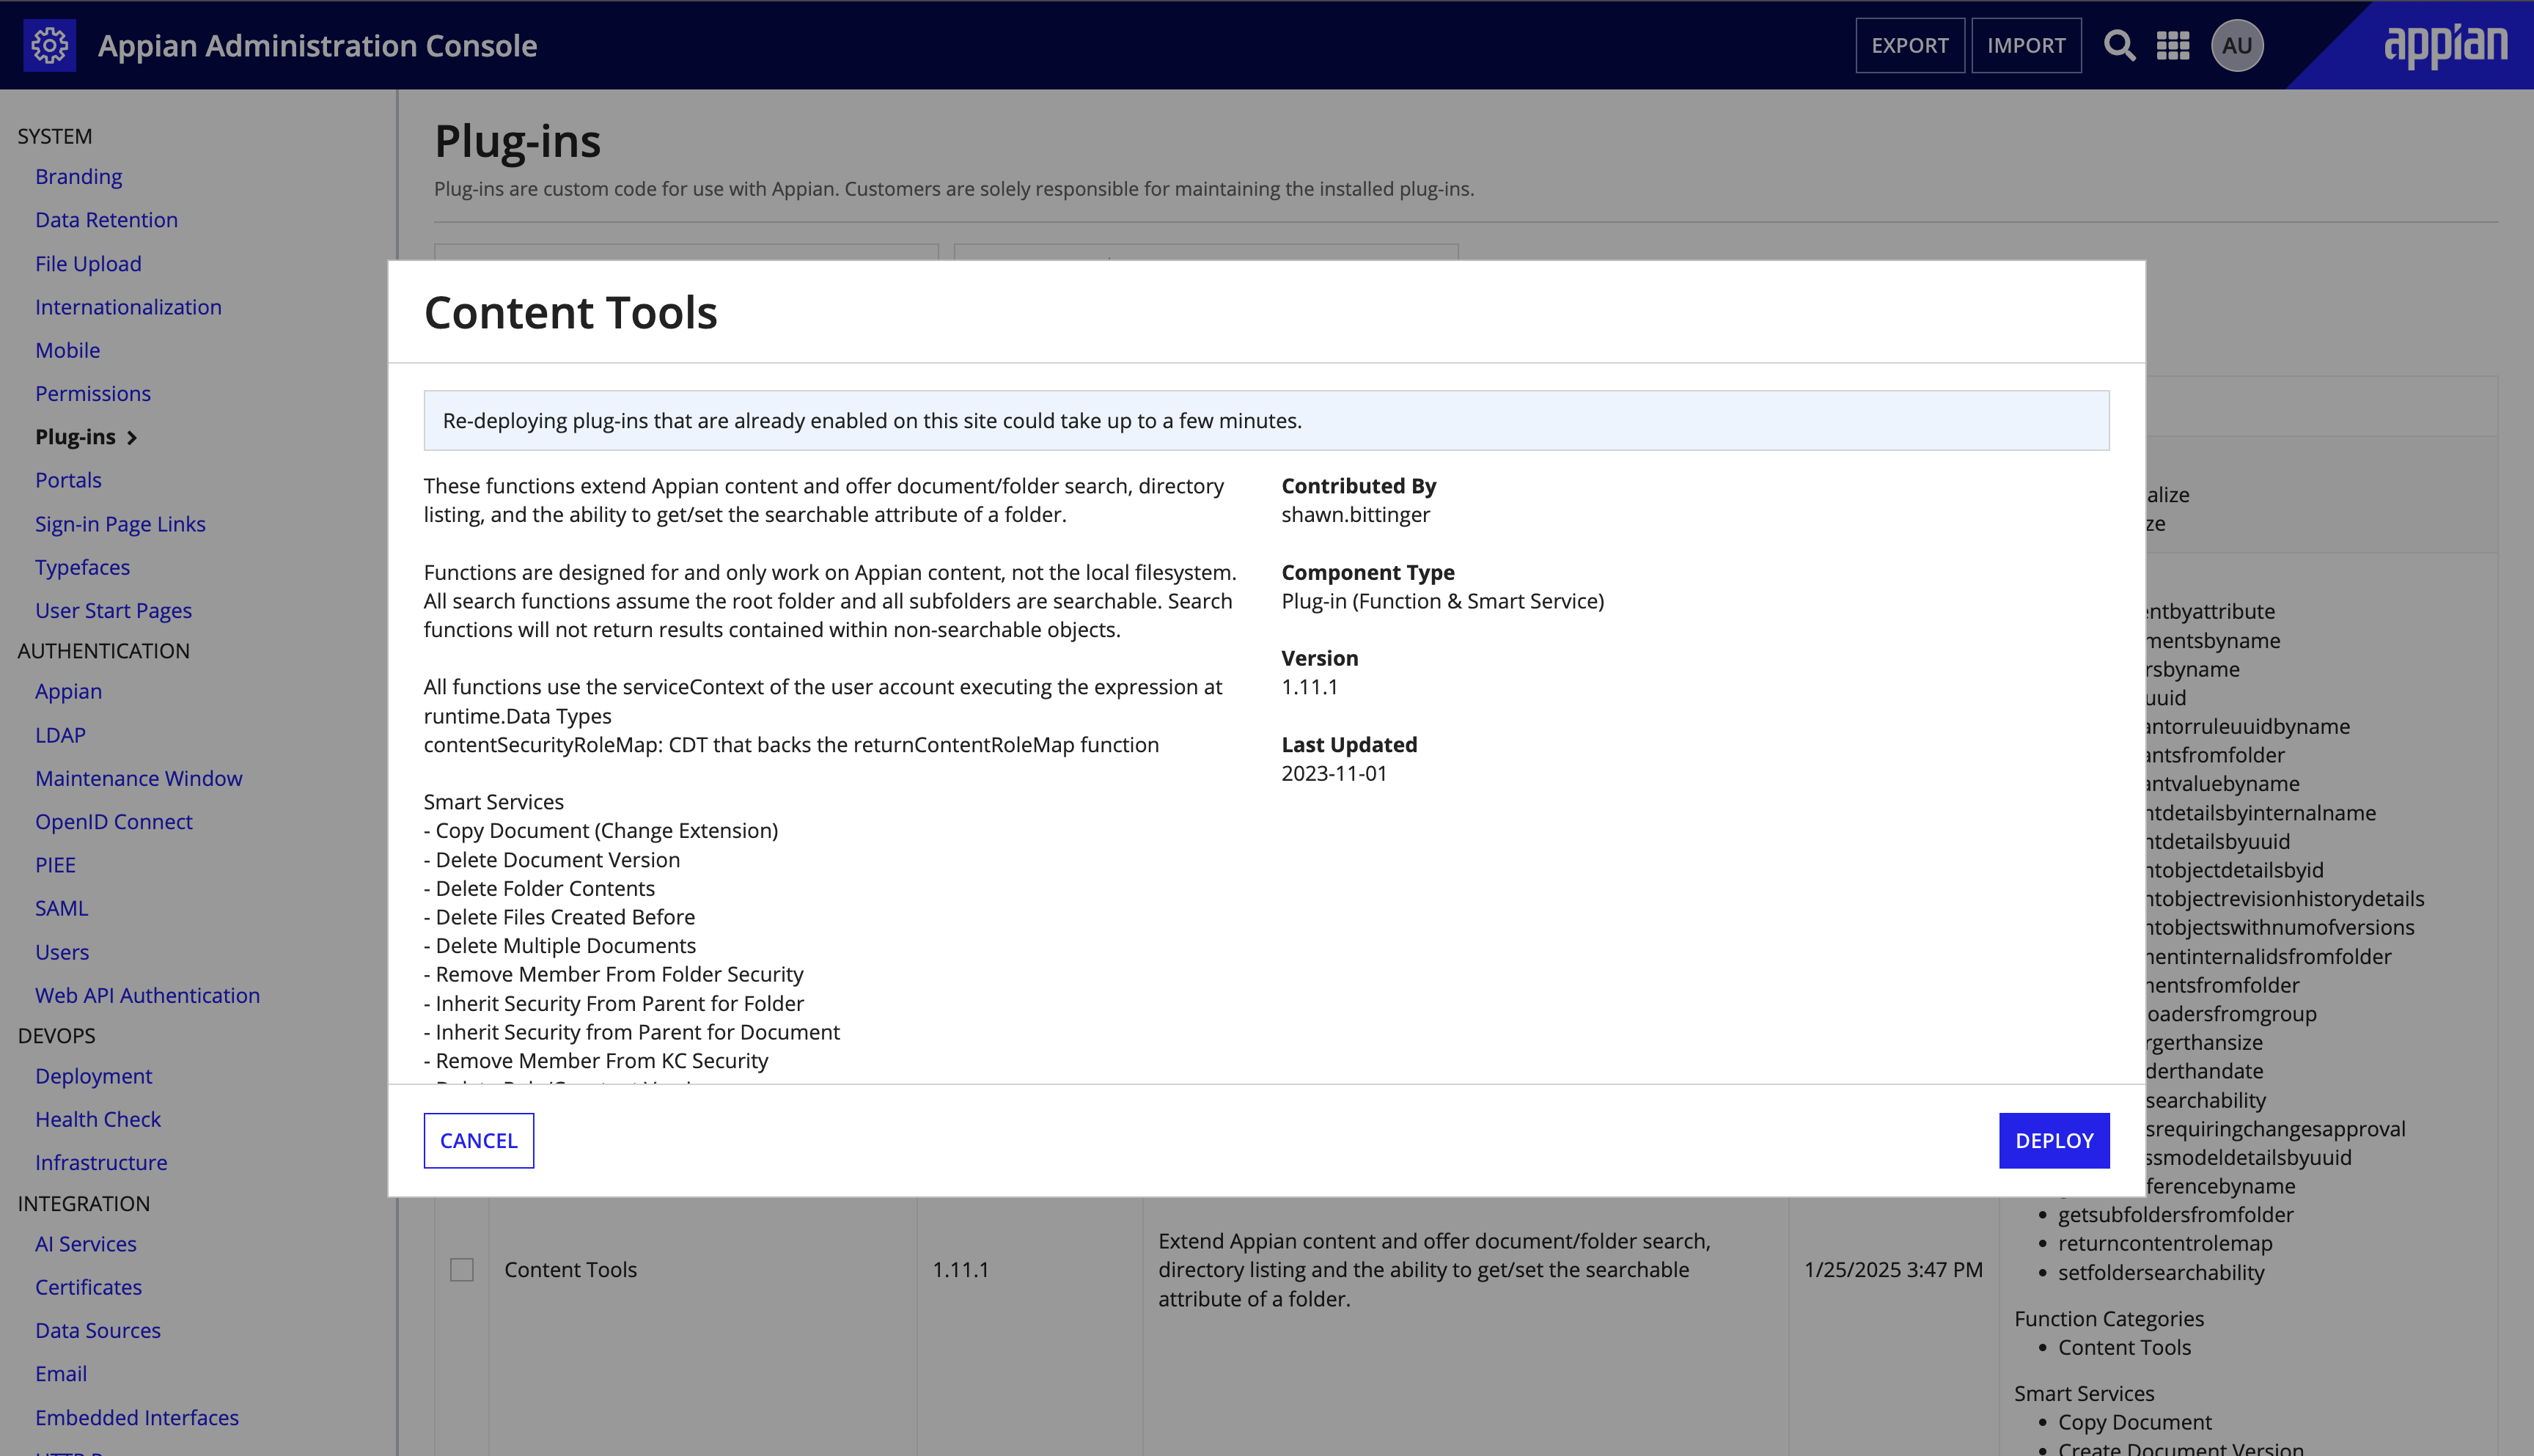 Appian Administration Console
EXPORT
IMPORT
AU
appian
SYSTEM
Branding
Data Retention
File Upload
Internationalization
Mobile
Permissions
Plug-ins
Portals
Sign-in Page Links
Typefaces
User Start Pages
AUTHENTICATION
Appian
LDAP
Maintenance Window
OpenID Connect
PIEE
SAML
Users
Web API Authentication
DEVOPS
Deployment
Health Check
Infrastructure
INTEGRATION
AI Services
Certificates
Data Sources
Email
Embedded Interfaces
Plug-ins
Plug-ins are custom code for use with Appian. Customers are solely responsible for maintaining the installed plug-ins.
Content Tools
Re-deploying plug-ins that are already enabled on this site could take up to a few minutes.
These functions extend Appian content and offer document/folder search, directory
listing, and the ability to get/set the searchable attribute of a folder.
Functions are designed for and only work on Appian content, not the local filesystem.
All search functions assume the root folder and all subfolders are searchable. Search
functions will not return results contained within non-searchable objects.
All functions use the serviceContext of the user account executing the expression at
runtime.Data Types
contentSecurityRoleMap: CDT that backs the returnContentRoleMap function
Smart Services
- Copy Document (Change Extension)
- Delete Document Version
- Delete Folder Contents
- Delete Files Created Before
- Delete Multiple Documents
- Remove Member From Folder Security
- Inherit Security From Parent for Folder
- Inherit Security from Parent for Document
- Remove Member From KC Security
Contributed By
shawn.bittinger
Component Type
Plug-in (Function & Smart Service)
Version
1.11.1
Last Updated
2023-11-01
CANCEL
DEPLOY
alize
ze
entbyattribute
mentsbyname
rsbyname
uuid
antorruleuuidbyname
antsfromfolder
antvaluebyname
ntdetailsbyinternalname
ntdetailsbyuuid
ntobjectdetailsbyid
ntobjectrevisionhistorydetails
ntobjectswithnumofversions
mentinternalidsfromfolder
mentsfromfolder
oadersfromgroup
rgerthansize
derthandate
searchability
srequiringchangesapproval
ssmodeldetailsbyuuid
ferencebyname
• getsubfoldersfromfolder
• returncontentrolemap
• setfoldersearchability
Content Tools
1.11.1
Extend Appian content and offer document/folder search,
directory listing and the ability to get/set the searchable
attribute of a folder.
1/25/2025 3:47 PM
Function Categories
• Content Tools
Smart Services
• Copy Document
• Create Document Version